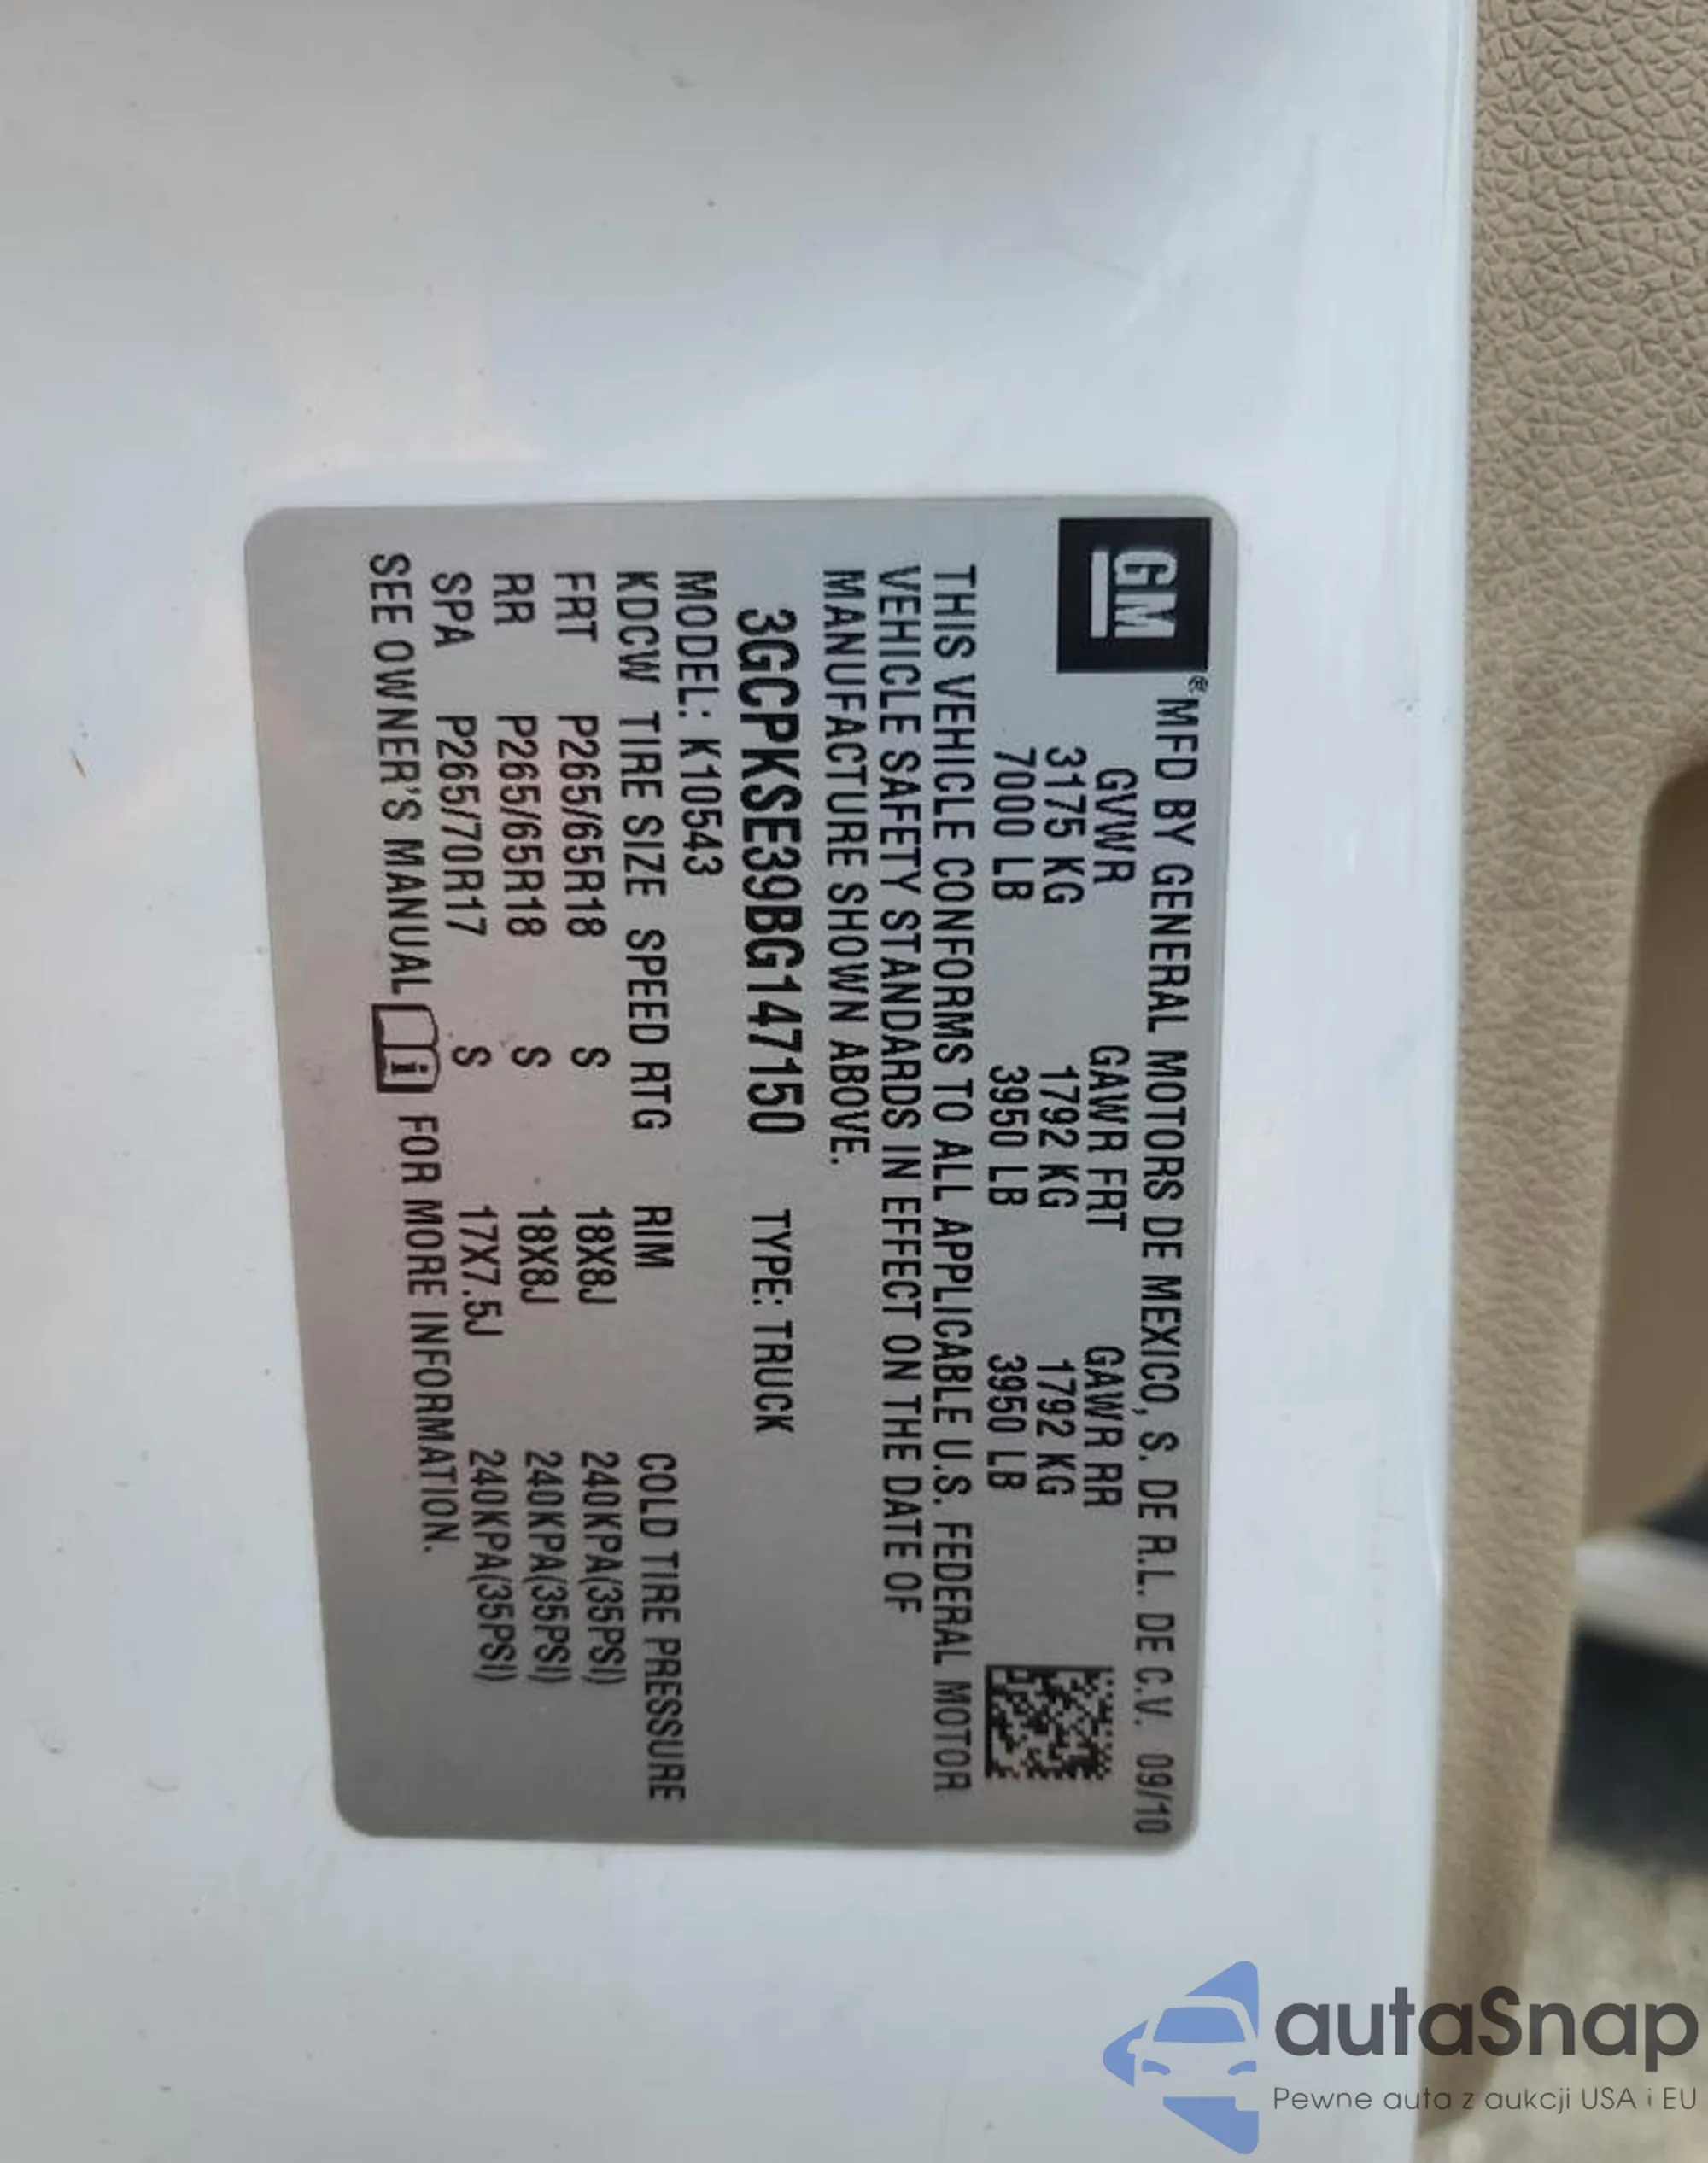 GM® MFD BY GENERAL MOTORS DE MEXICO, S. DE R.L. DE C.V. 09/10
GVWR GAWR FRT GAWR RR
3175 KG 1792 KG 1792 KG
7000 LB 3950 LB 3950 LB
THIS VEHICLE CONFORMS TO ALL APPLICABLE U.S. FEDERAL MOTOR
VEHICLE SAFETY STANDARDS IN EFFECT ON THE DATE OF
MANUFACTURE SHOWN ABOVE.
3GCPKSE39BG147150 TYPE: TRUCK
MODEL: K10543
KDCW TIRE SIZE SPEED RTG RIM COLD TIRE PRESSURE
FRT P265/65R18 S 18X8J 240KPA(35PSI)
RR P265/65R18 S 18X8J 240KPA(35PSI)
SPA P265/70R17 S 17X7.5J 240KPA(35PSI)
SEE OWNER'S MANUAL i FOR MORE INFORMATION.
autaSnap
Pewne auta z aukcji USA i EU